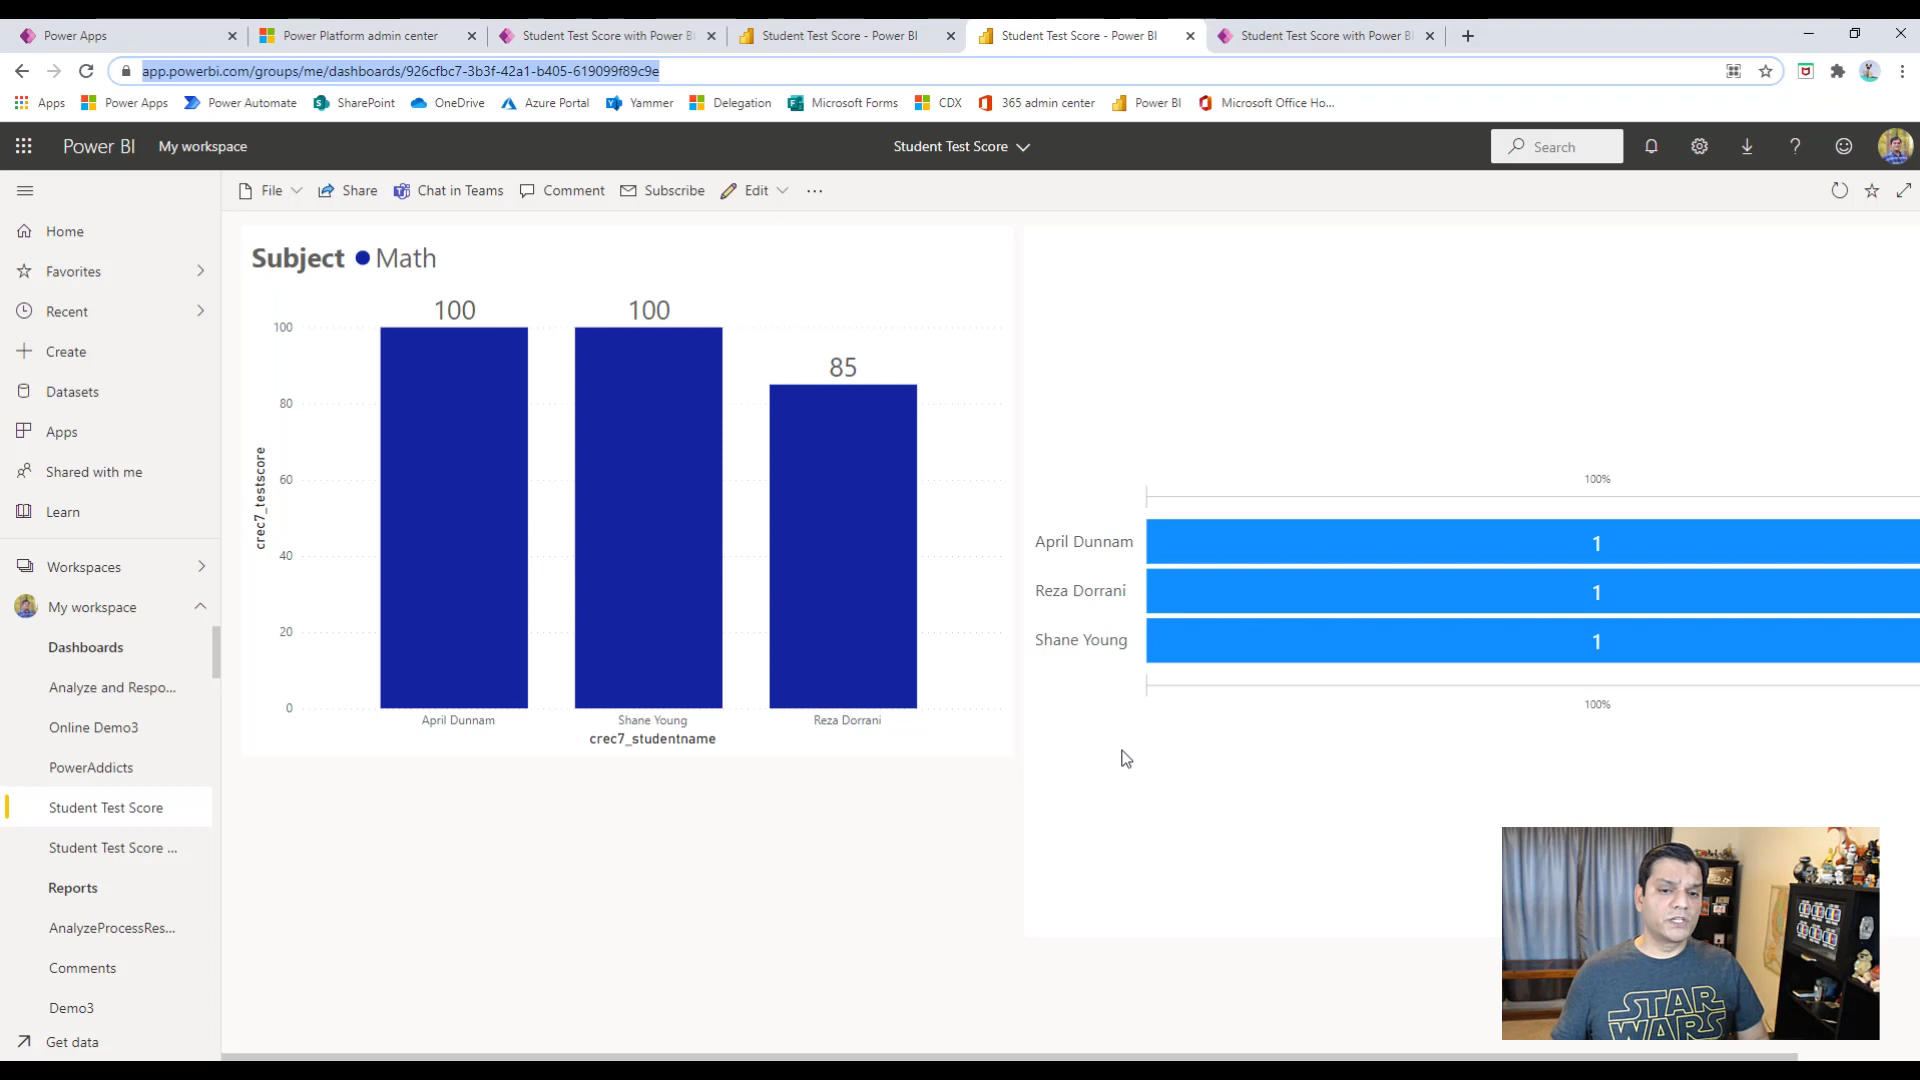 Power Apps
Power Platform admin center
Student Test Score with Power B
Student Test Score - Power BI
Student Test Score - Power BI
Student Test Score with Power B
app.powerbi.com/groups/me/dashboards/926cfbc7-3b3f-42a1-b405-619099f89c9e
Apps
Power Apps
Power Automate
SharePoint
OneDrive
Azure Portal
Yammer
Delegation
Microsoft Forms
CDX
365 admin center
Power BI
Microsoft Office Ho...
Power BI
My workspace
Student Test Score
Search
File
Share
Chat in Teams
Comment
Subscribe
Edit
...
Home
Favorites
Recent
Create
Datasets
Apps
Shared with me
Learn
Workspaces
My workspace
Dashboards
Analyze and Respo...
Online Demo3
PowerAddicts
Student Test Score
Student Test Score ...
Reports
AnalyzeProcessRes...
Comments
Demo3
Get data
Subject Math
100
100
85
100
80
60
40
20
0
crec7_testscore
April Dunnam
Shane Young
Reza Dorrani
crec7_studentname
100%
April Dunnam
1
Reza Dorrani
1
Shane Young
1
100%
STAR
WARS